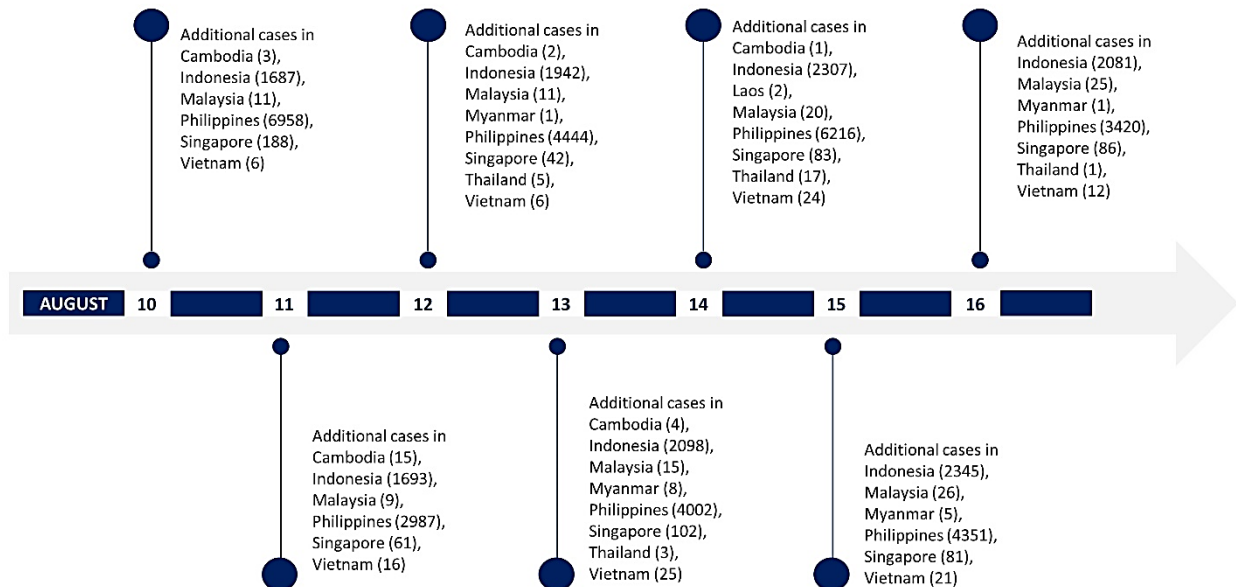 Additional cases in
Cambodia (3),
Indonesia (1687),
Malaysia (11),
Philippines (6958),
Singapore (188),
Vietnam (6)
Additional cases in
Cambodia (2),
Indonesia (1942),
Malaysia (11),
Myanmar (1),
Philippines (4444),
Singapore (42),
Thailand (5),
Vietnam (6)
Additional cases in
Cambodia (1),
Indonesia (2307),
Laos (2),
Malaysia (20),
Philippines (6216),
Singapore (83),
Thailand (17),
Vietnam (24)
Additional cases in
Indonesia (2081),
Malaysia (25),
Myanmar (1),
Philippines (3420),
Singapore (86),
Thailand (1),
Vietnam (12)
AUGUST 10 11 12 13 14 15 16
Additional cases in
Cambodia (15),
Indonesia (1693),
Malaysia (9),
Philippines (2987),
Singapore (61),
Vietnam (16)
Additional cases in
Cambodia (4),
Indonesia (2098),
Malaysia (15),
Myanmar (8),
Philippines (4002),
Singapore (102),
Thailand (3),
Vietnam (25)
Additional cases in
Indonesia (2345),
Malaysia (26),
Myanmar (5),
Philippines (4351),
Singapore (81),
Vietnam (21)